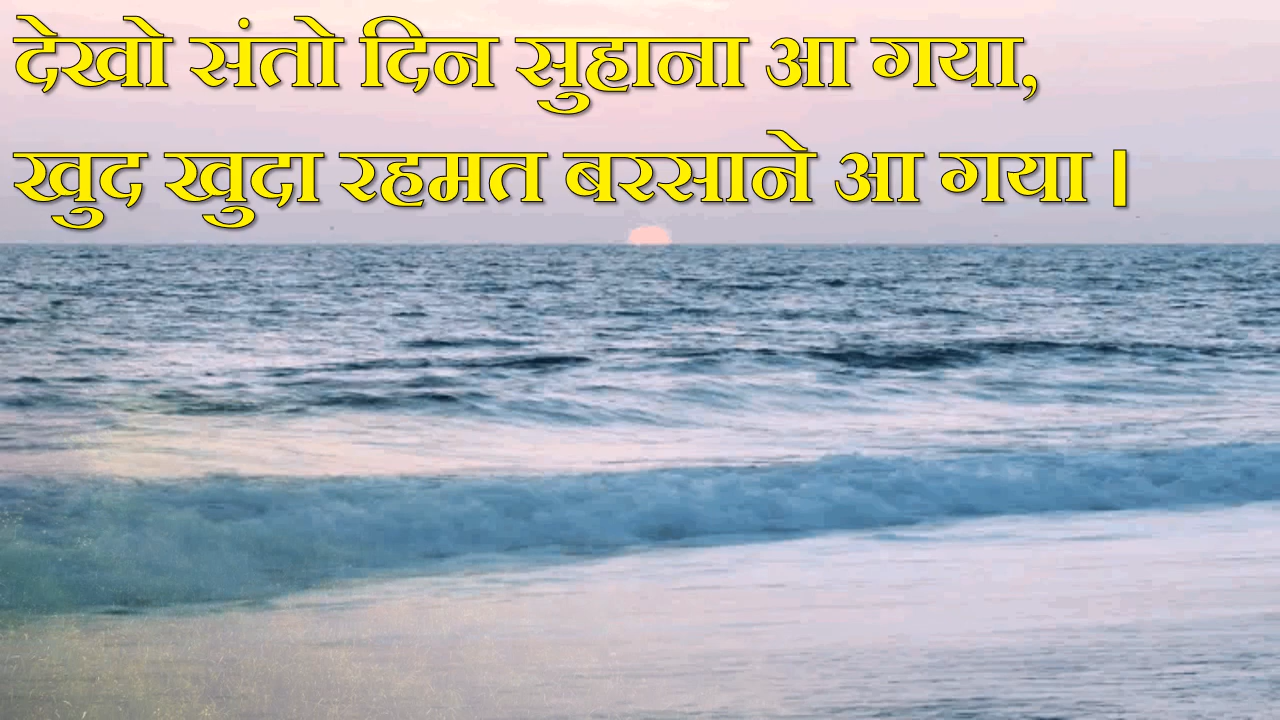 देखो संतो दिन सुहाना आ गया,
खुद खुदा रहमत बरसाने आ गया ।